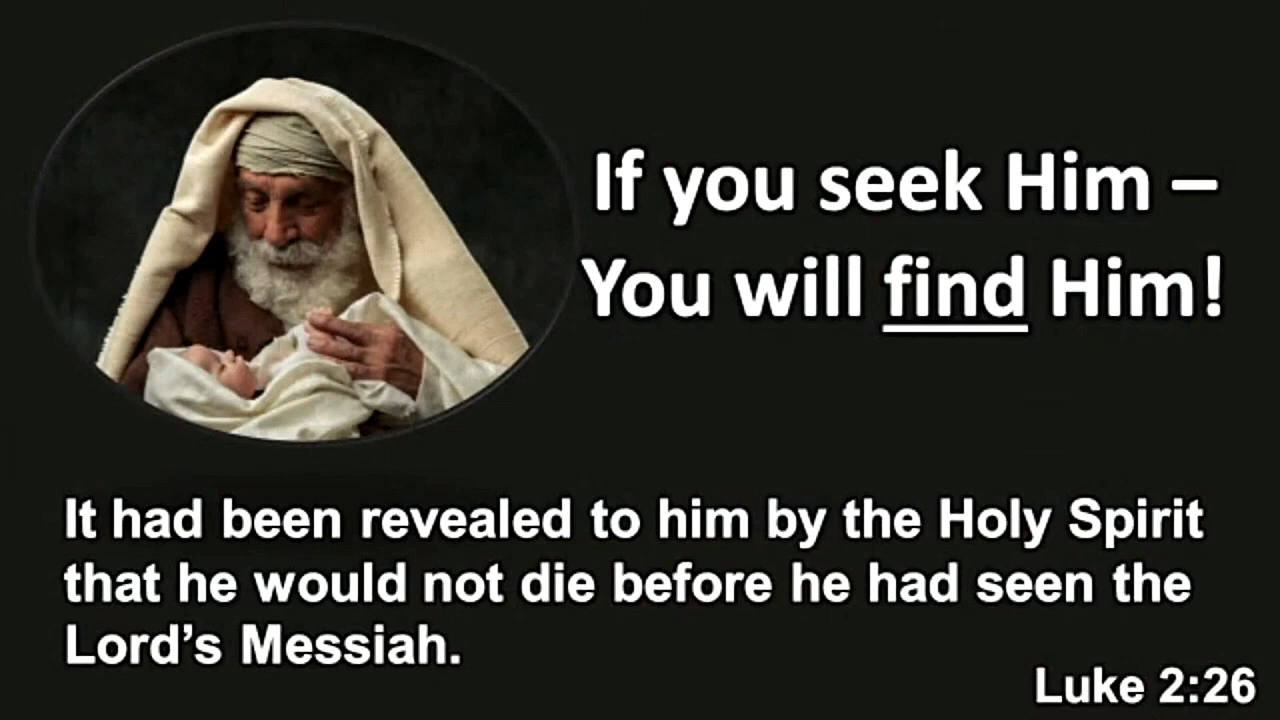 If you seek Him –
You will find Him!
It had been revealed to him by the Holy Spirit
that he would not die before he had seen the
Lord’s Messiah.
Luke 2:26